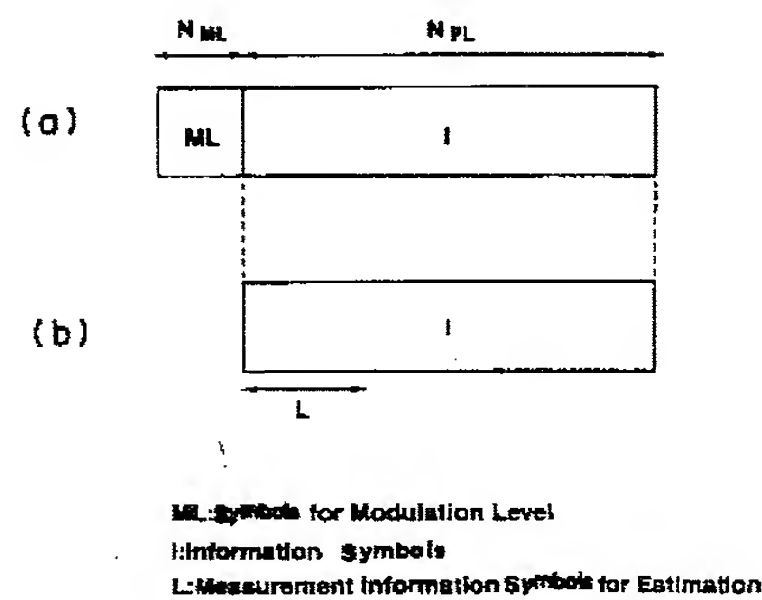 N ML N PL
(a) ML I
(b) I
L
ML:Symbols for Modulation Level
I:Information Symbols
L:Measurement Information Symbols for Estimation